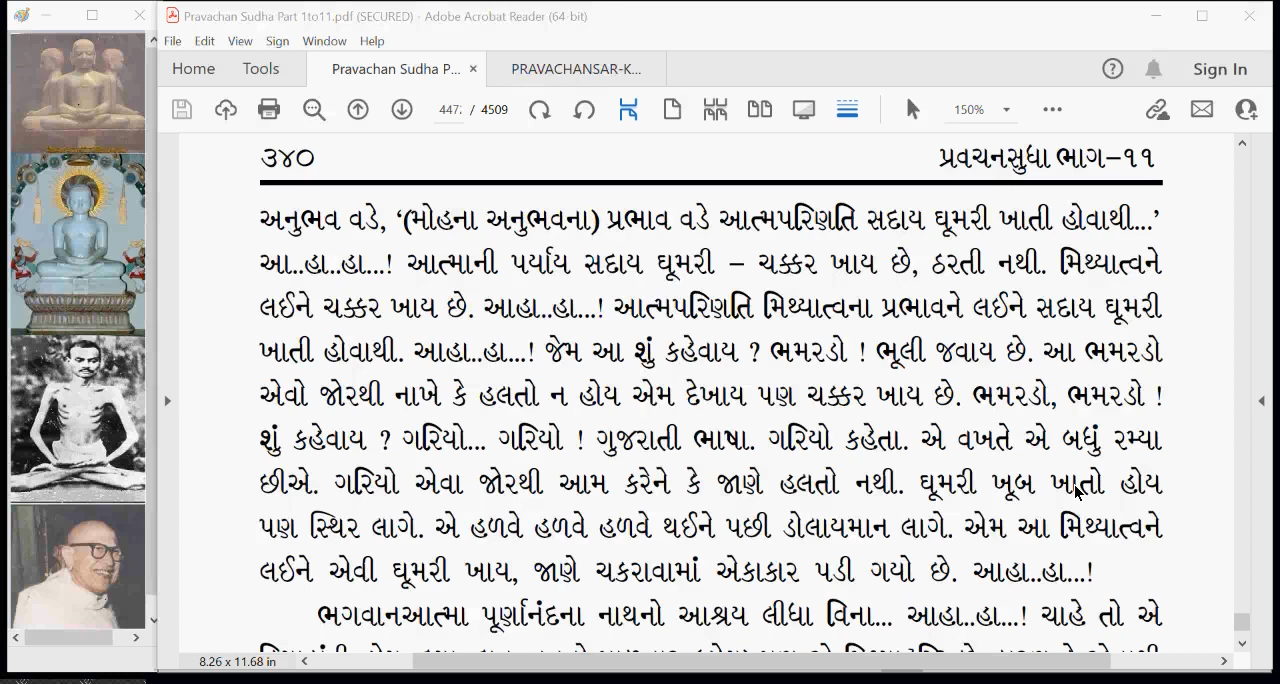 Pravachan Sudha Part 1to11.pdf (SECURED) - Adobe Acrobat Reader (64-bit)
File Edit View Sign Window Help
Home Tools Pravachan Sudha P... × PRAVACHANSAR-K... Sign In
447 / 4509 150%
૩૪૦ પ્રવચનસુધા ભાગ–૧૧
અનુભવ વડે, ‘(મોહના અનુભવના) પ્રભાવ વડે આત્મપરિણતિ સદાય ઘૂમરી ખાતી હોવાથી...’
આ..હા..હા...! આત્માની પર્યાય સદાય ઘૂમરી – ચક્કર ખાય છે, ઠરતી નથી. મિથ્યાત્વને
લઈને ચક્કર ખાય છે. આહા..હા...! આત્મપરિણતિ મિથ્યાત્વના પ્રભાવને લઈને સદાય ઘૂમરી
ખાતી હોવાથી. આહા..હા...! જેમ આ શું કહેવાય ? ભમરડો ! ભૂલી જવાય છે. આ ભમરડો
એવો જોરથી નાખે કે હલતો ન હોય એમ દેખાય પણ ચક્કર ખાય છે. ભમરડો, ભમરડો !
શું કહેવાય ? ગરિયો... ગરિયો ! ગુજરાતી ભાષા. ગરિયો કહેતા. એ વખતે એ બધું રમ્યા
છીએ. ગરિયો એવા જોરથી આમ કરેને કે જાણે હલતો નથી. ઘૂમરી ખૂબ ખાતો હોય
પણ સ્થિર લાગે. એ હળવે હળવે હળવે થઈને પછી ડોલાયમાન લાગે. એમ આ મિથ્યાત્વને
લઈને એવી ઘૂમરી ખાય, જાણે ચકરાવામાં એકાકાર પડી ગયો છે. આહા..હા...!
ભગવાનઆત્મા પૂર્ણાનંદના નાથનો આશ્રય લીધા વિના... આહા..હા...! ચાહે તો એ
8.26 x 11.68 in